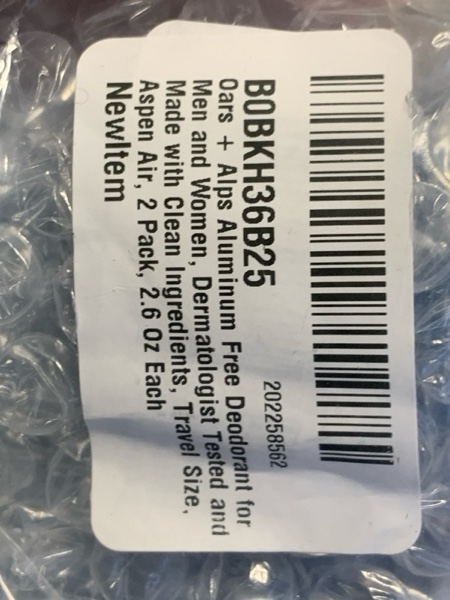 B0BKH36B25
202258562
Oars + Alps Aluminum Free Deodorant for
Men and Women, Dermatologist Tested and
Made with Clean Ingredients, Travel Size,
Aspen Air, 2 Pack, 2.6 Oz Each
NewItem